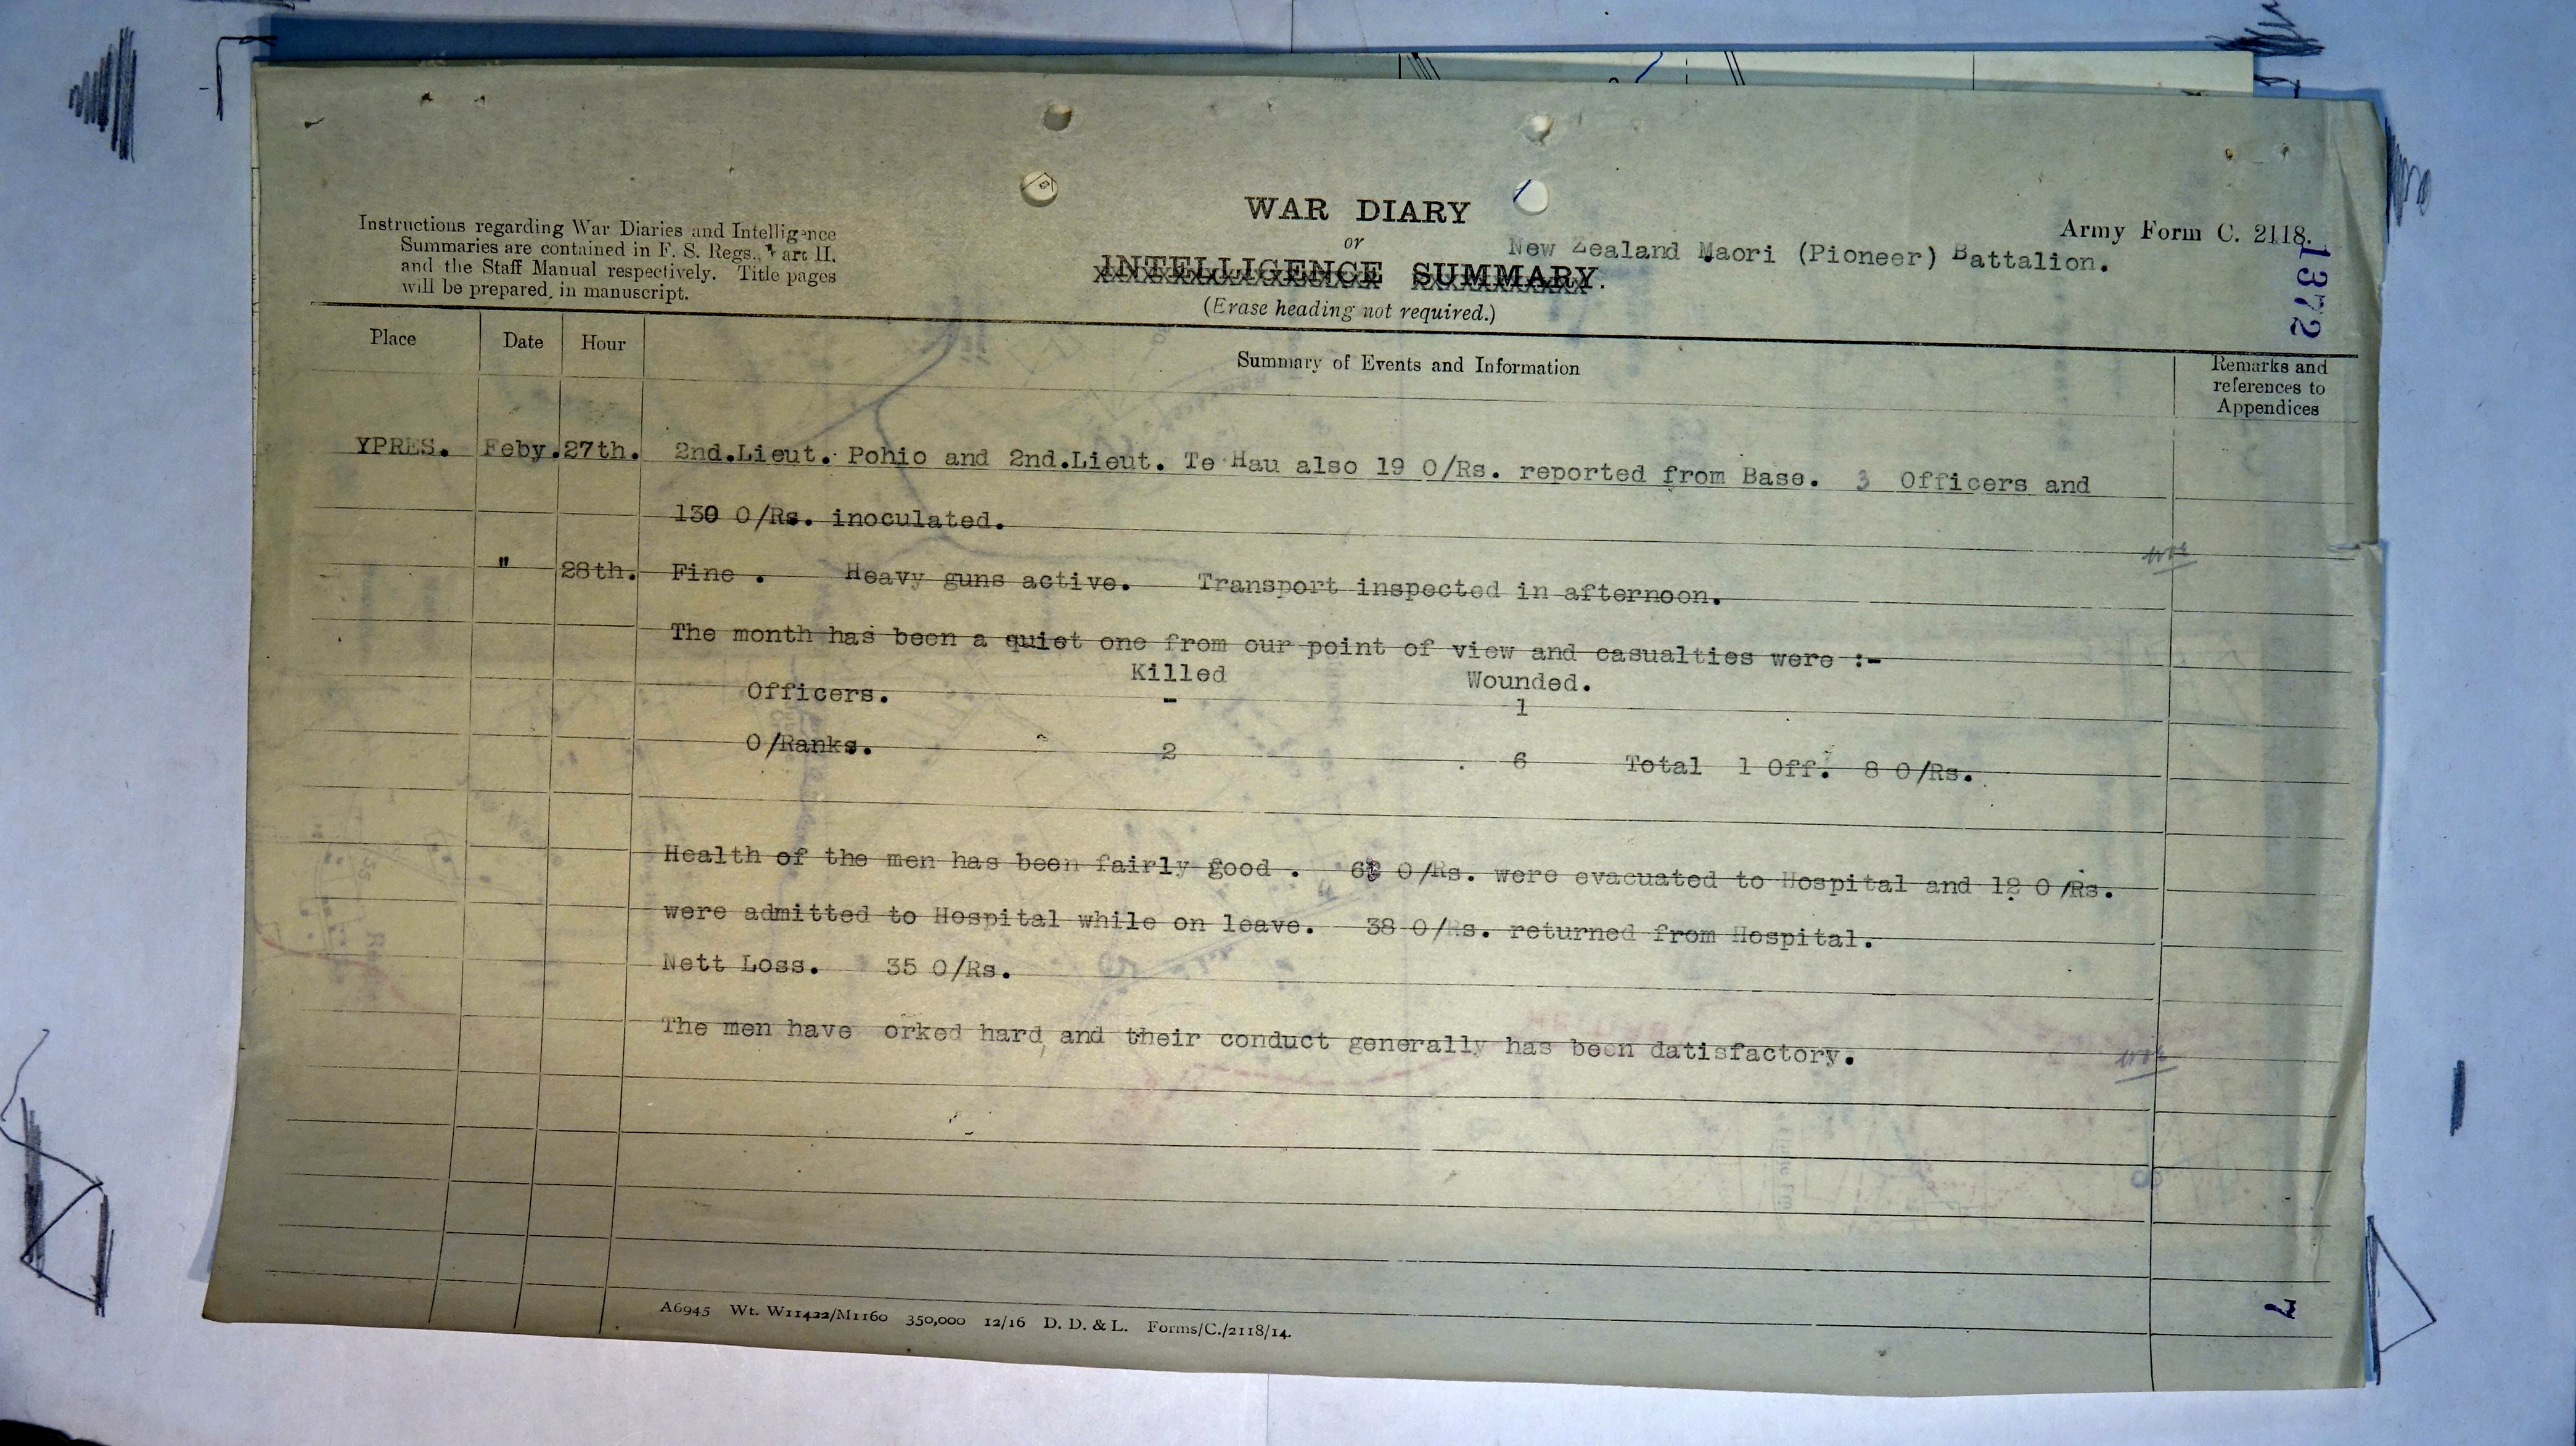 WAR DIARY
or
INTELLIGENCE SUMMARY.
(Erase heading not required.)
Instructions regarding War Diaries and Intelligence
Summaries are contained in F. S. Regs., Part II.
and the Staff Manual respectively. Title pages
will be prepared in manuscript.
New Zealand Maori (Pioneer) Battalion.
Army Form C. 2118.
1372
Place Date Hour Summary of Events and Information Remarks and
references to
Appendices
YPRES. Feby. 27th. 2nd.Lieut. Pohio and 2nd.Lieut. Te Hau also 19 O/Rs. reported from Base. 3 Officers and
130 O/Rs. inoculated.
" 28th. Fine . Heavy guns active. Transport inspected in afternoon.
The month has been a quiet one from our point of view and casualties were :-
Killed Wounded.
Officers. - 1
O/Ranks. 2 6 Total 1 Off. 8 O/Rs.
Health of the men has been fairly good . O/Rs. were evacuated to Hospital and 12 O/Rs.
were admitted to Hospital while on leave. 38 O/Rs. returned from Hospital.
Nett Loss. 35 O/Rs.
The men have orked hard and their conduct generally has been datisfactory.
7
A6945 Wt. W11422/M1160 350,000 12/16 D. D. & L. Forms/C./2118/14.